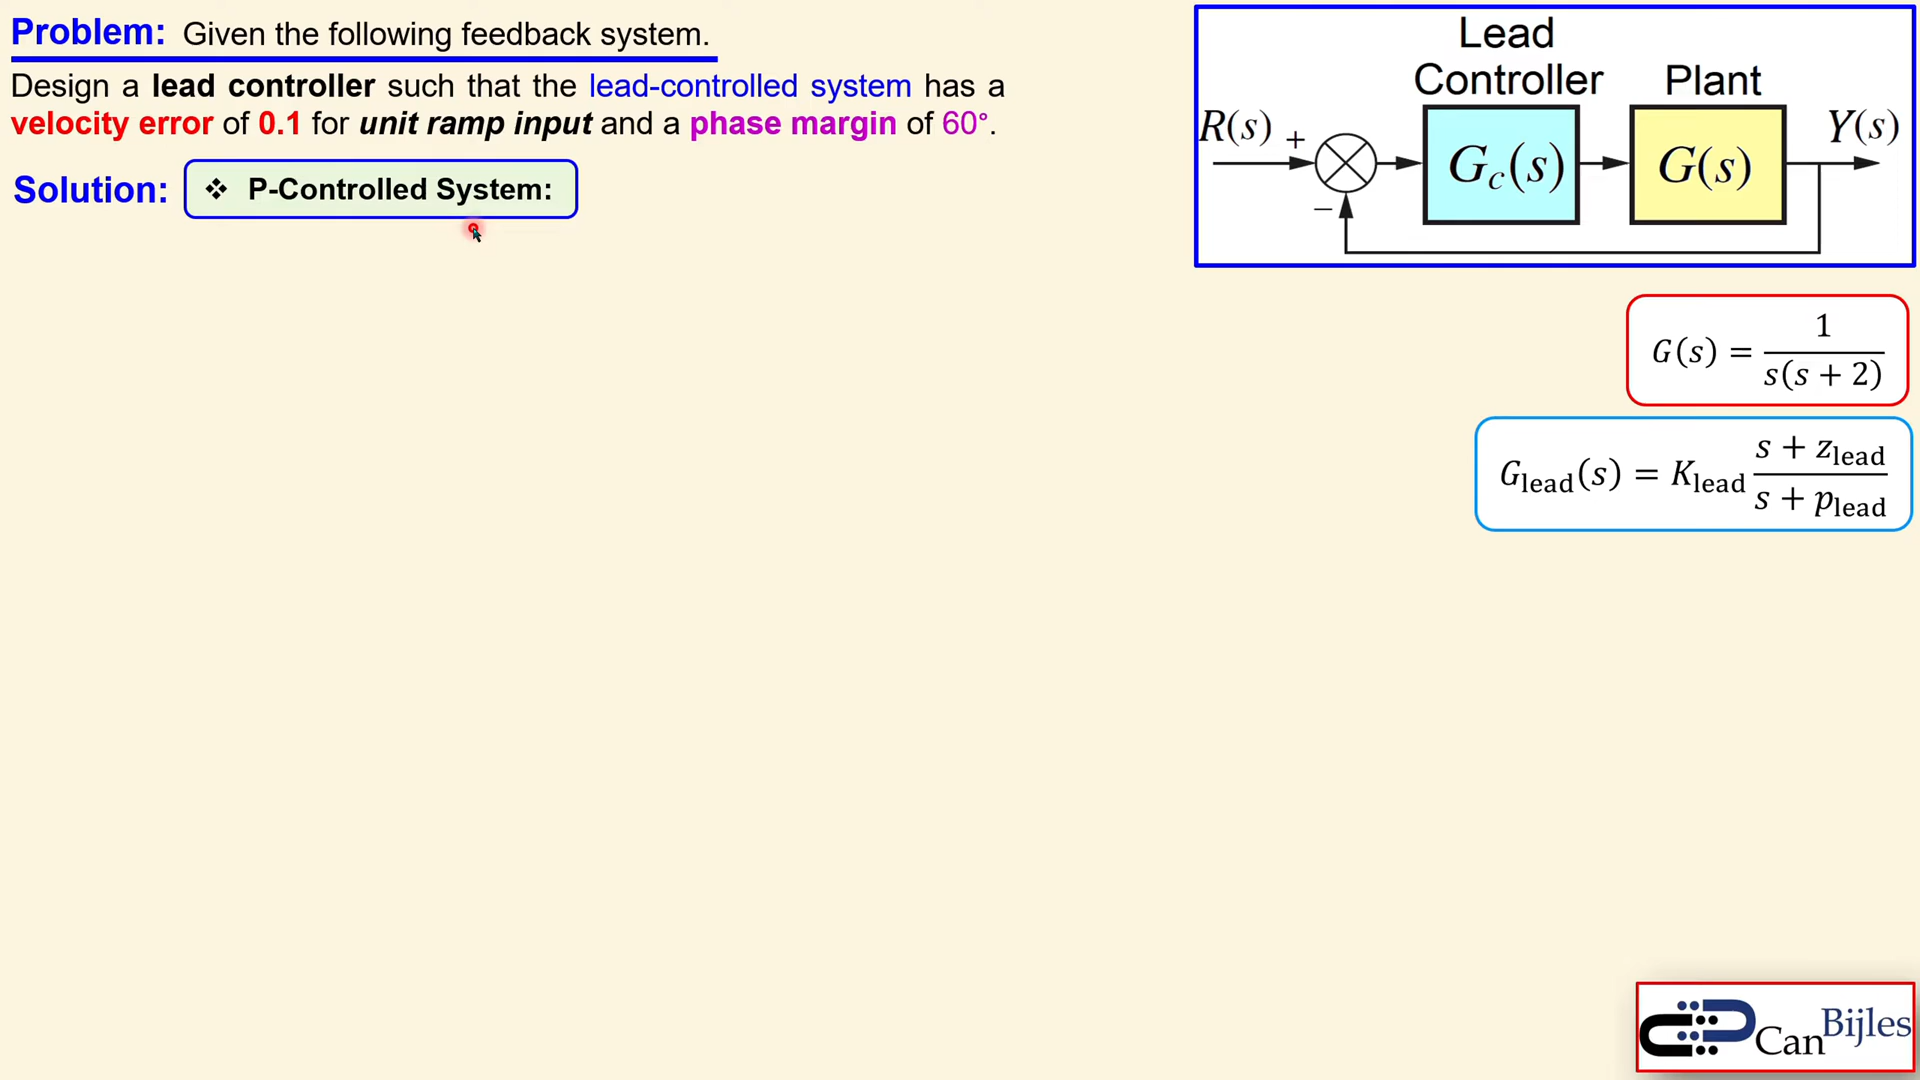 Problem: Given the following feedback system.
Design a lead controller such that the lead-controlled system has a
velocity error of 0.1 for unit ramp input and a phase margin of 60°.
Solution: ❖ P-Controlled System:
Lead
Controller
Plant
R(s)
+
−
G_c(s)
G(s)
Y(s)
G(s) = 1 / s(s + 2)
G_lead(s) = K_lead (s + z_lead) / (s + p_lead)
CanBijles